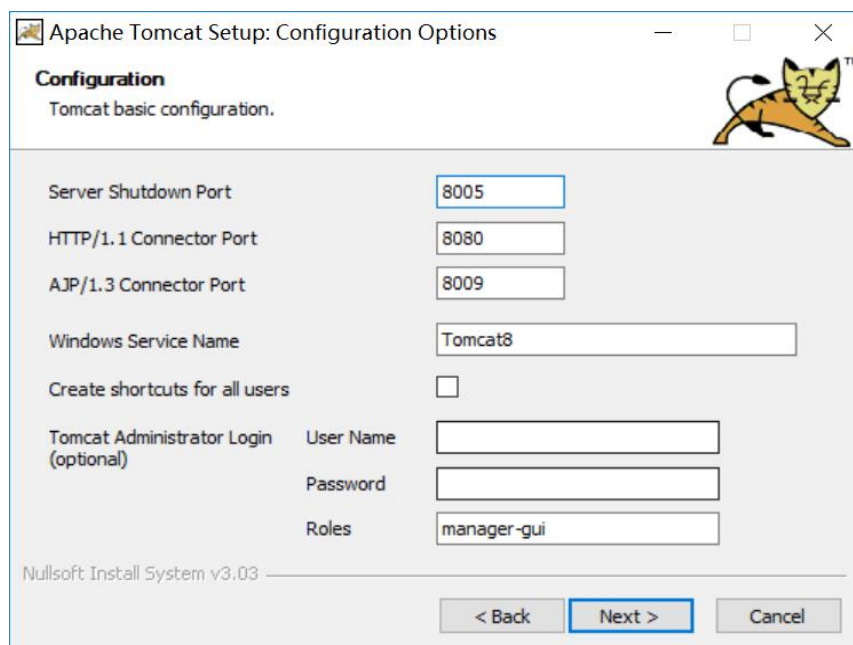 Apache Tomcat Setup: Configuration Options
Configuration
Tomcat basic configuration.
Server Shutdown Port 8005
HTTP/1.1 Connector Port 8080
AJP/1.3 Connector Port 8009
Windows Service Name Tomcat8
Create shortcuts for all users
Tomcat Administrator Login User Name
(optional)
Password
Roles manager-gui
Nullsoft Install System v3.03
< Back Next > Cancel